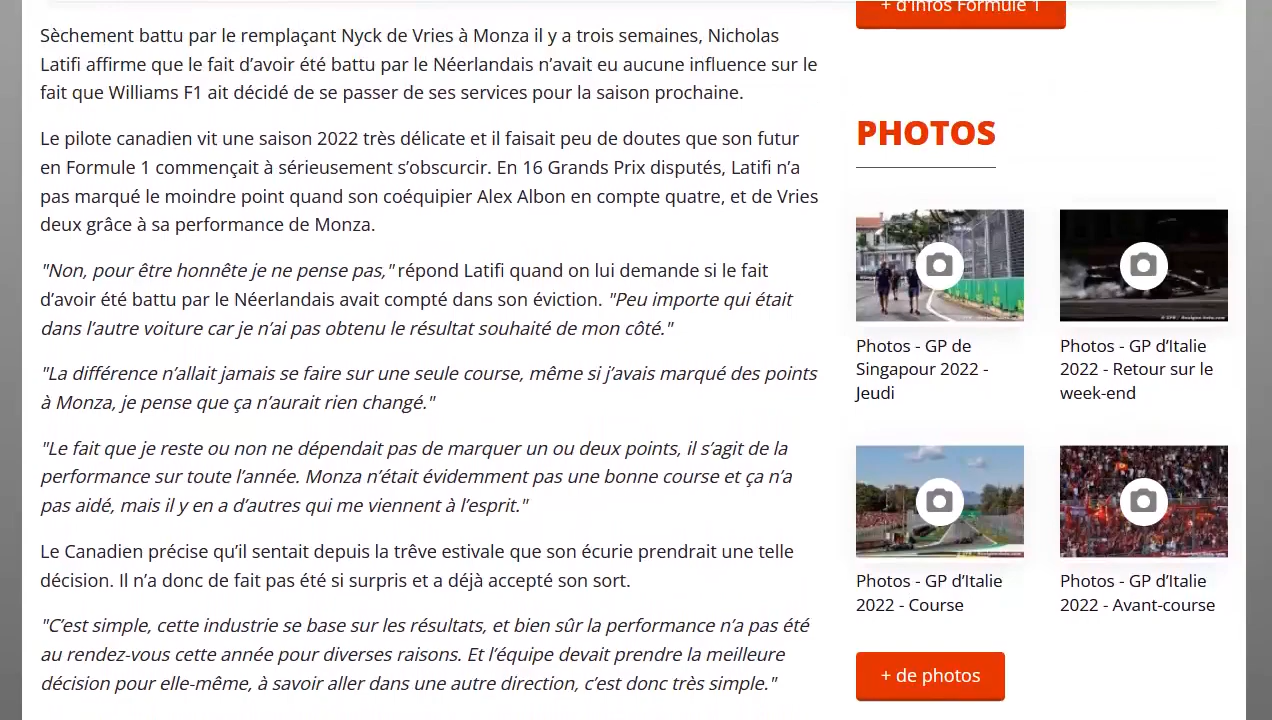 + d'infos Formule 1
Sèchement battu par le remplaçant Nyck de Vries à Monza il y a trois semaines, Nicholas
Latifi affirme que le fait d’avoir été battu par le Néerlandais n’avait eu aucune influence sur le
fait que Williams F1 ait décidé de se passer de ses services pour la saison prochaine.
Le pilote canadien vit une saison 2022 très délicate et il faisait peu de doutes que son futur
en Formule 1 commençait à sérieusement s’obscurcir. En 16 Grands Prix disputés, Latifi n’a
pas marqué le moindre point quand son coéquipier Alex Albon en compte quatre, et de Vries
deux grâce à sa performance de Monza.
"Non, pour être honnête je ne pense pas," répond Latifi quand on lui demande si le fait
d’avoir été battu par le Néerlandais avait compté dans son éviction. "Peu importe qui était
dans l’autre voiture car je n’ai pas obtenu le résultat souhaité de mon côté."
"La différence n’allait jamais se faire sur une seule course, même si j’avais marqué des points
à Monza, je pense que ça n’aurait rien changé."
"Le fait que je reste ou non ne dépendait pas de marquer un ou deux points, il s’agit de la
performance sur toute l’année. Monza n’était évidemment pas une bonne course et ça n’a
pas aidé, mais il y en a d’autres qui me viennent à l’esprit."
Le Canadien précise qu’il sentait depuis la trêve estivale que son écurie prendrait une telle
décision. Il n’a donc de fait pas été si surpris et a déjà accepté son sort.
"C’est simple, cette industrie se base sur les résultats, et bien sûr la performance n’a pas été
au rendez-vous cette année pour diverses raisons. Et l’équipe devait prendre la meilleure
décision pour elle-même, à savoir aller dans une autre direction, c’est donc très simple."
PHOTOS
Photos - GP de
Singapour 2022 -
Jeudi
Photos - GP d’Italie
2022 - Retour sur le
week-end
Photos - GP d’Italie
2022 - Course
Photos - GP d’Italie
2022 - Avant-course
+ de photos